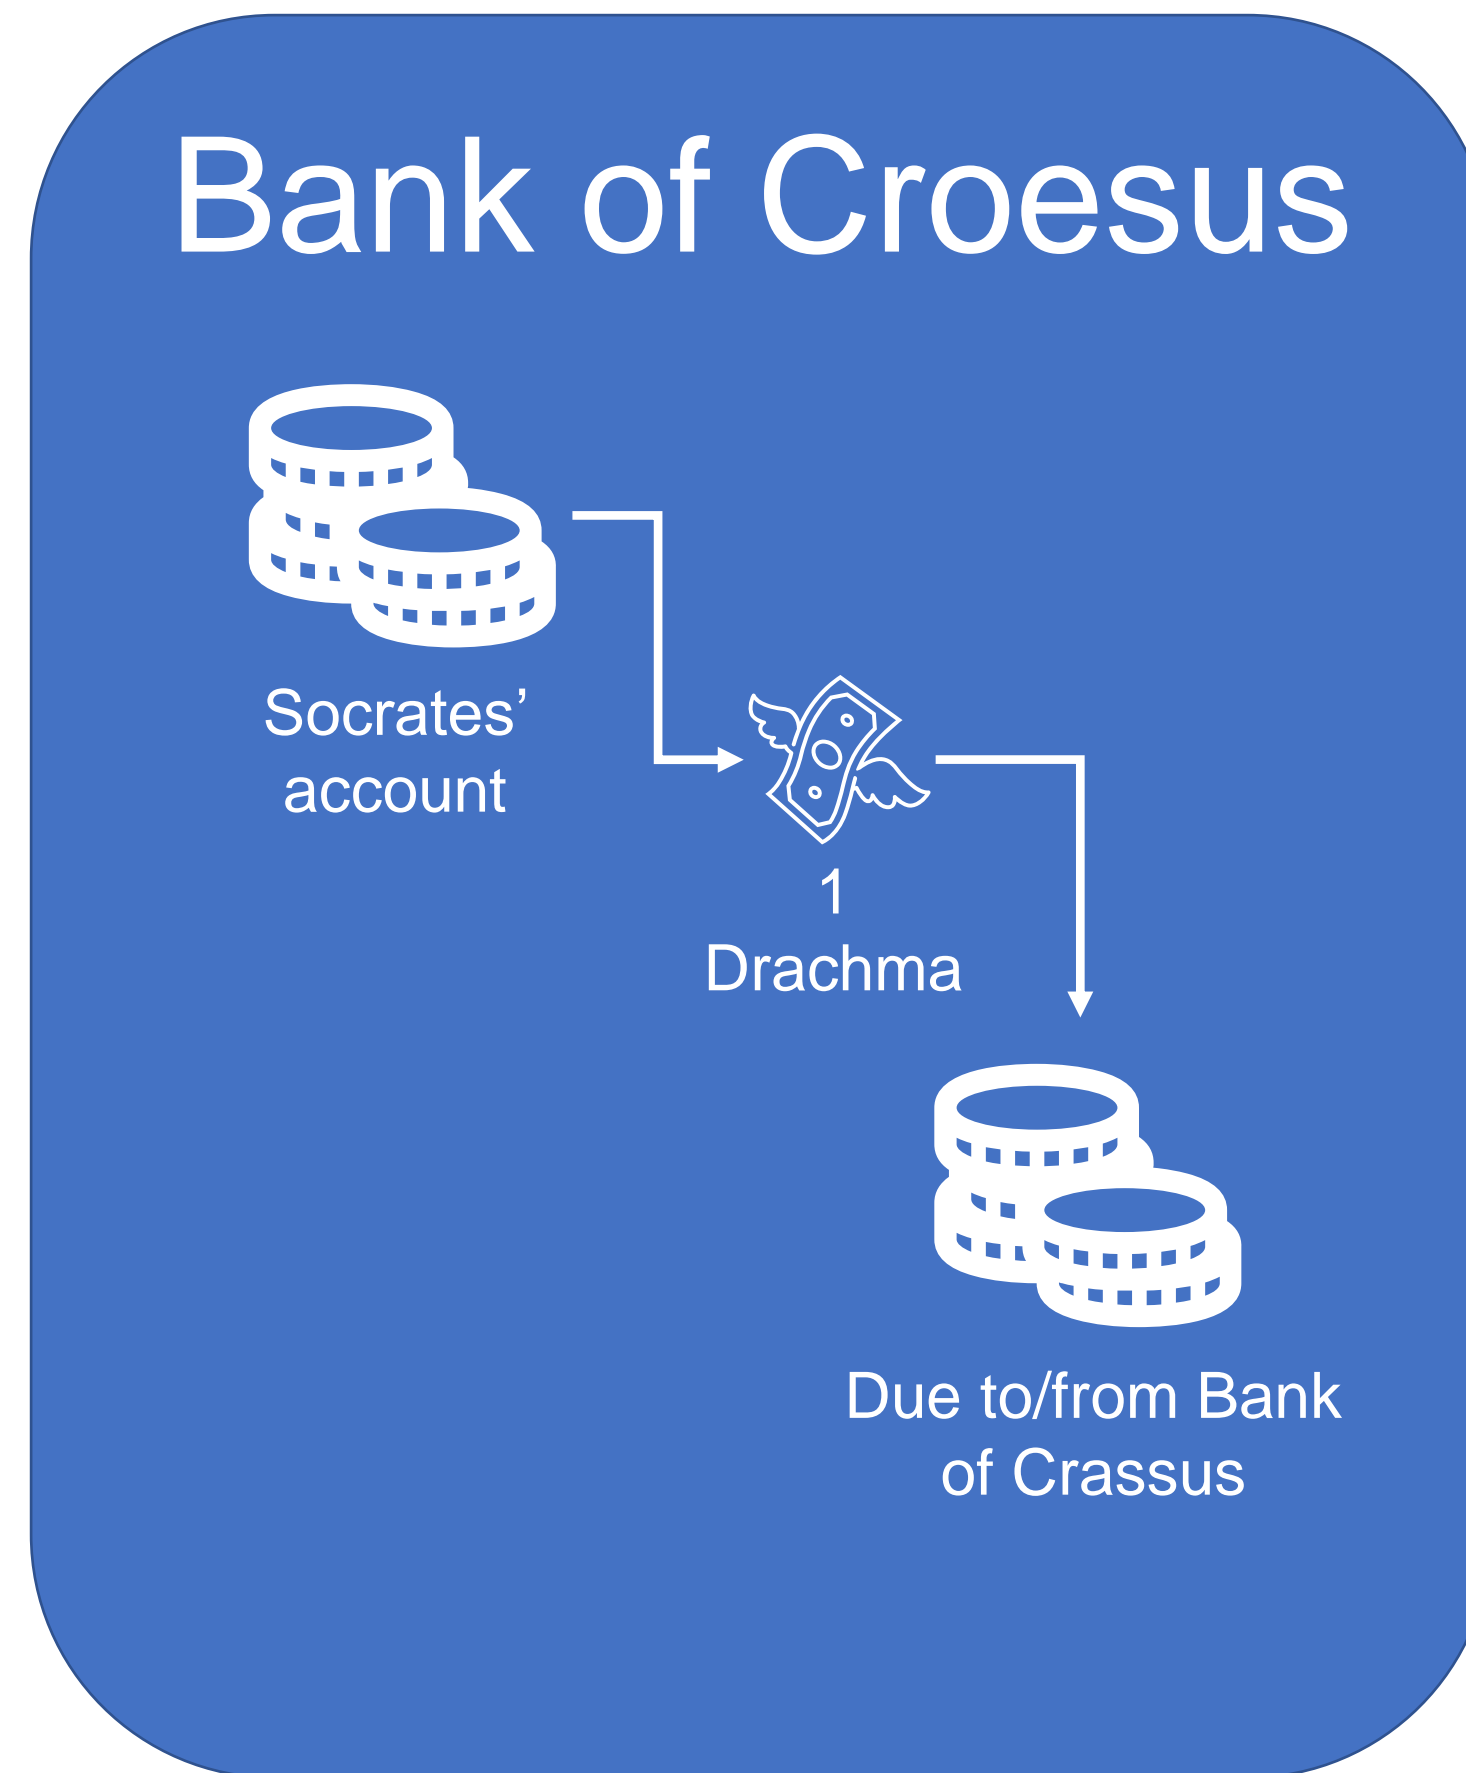 Bank of Croesus
Socrates’
account
1
Drachma
Due to/from Bank
of Crassus